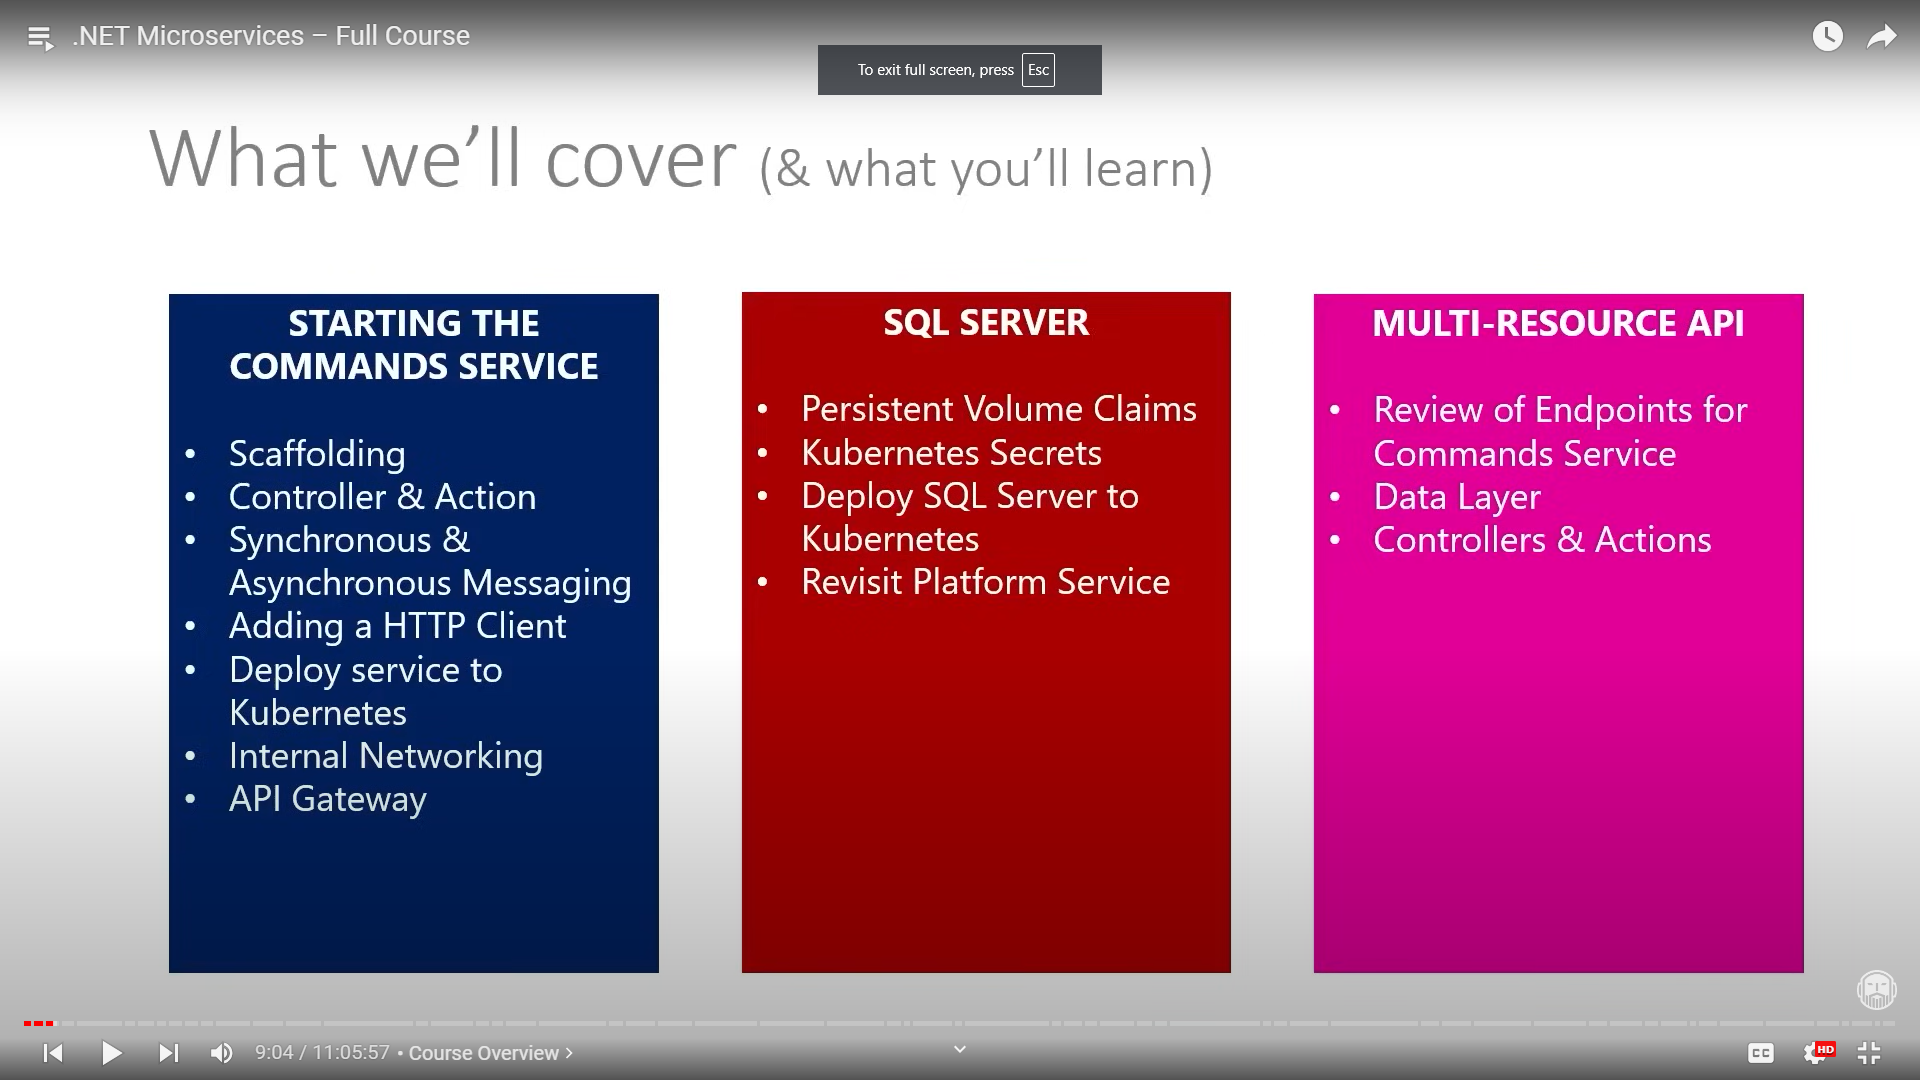 .NET Microservices – Full Course
To exit full screen, press Esc
What we’ll cover (& what you’ll learn)
STARTING THE
COMMANDS SERVICE
• Scaffolding
• Controller & Action
• Synchronous &
Asynchronous Messaging
• Adding a HTTP Client
• Deploy service to
Kubernetes
• Internal Networking
• API Gateway
SQL SERVER
• Persistent Volume Claims
• Kubernetes Secrets
• Deploy SQL Server to
Kubernetes
• Revisit Platform Service
MULTI-RESOURCE API
• Review of Endpoints for
Commands Service
• Data Layer
• Controllers & Actions
9:04 / 11:05:57 • Course Overview
CC
HD